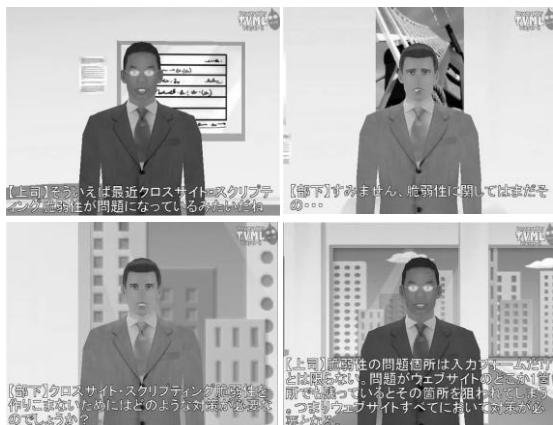 TVML
【上司】そういえば最近クロスサイト・スクリプテ
ィング脆弱性が問題になっているみたいだね
TVML
【部下】すみません、脆弱性に関してはまだそ
の・・・
TVML
【部下】クロスサイト・スクリプティング脆弱性を
作りこまないためにはどのような対策が必要な
のでしょうか？
TVML
【上司】脆弱性の問題個所は入力フォームだけ
とは限らない。問題がウェブサイトのどこか1箇
所でも残っているとその箇所を狙われてしまう
。つまりウェブサイトすべてにおいて対策が必
要となる。